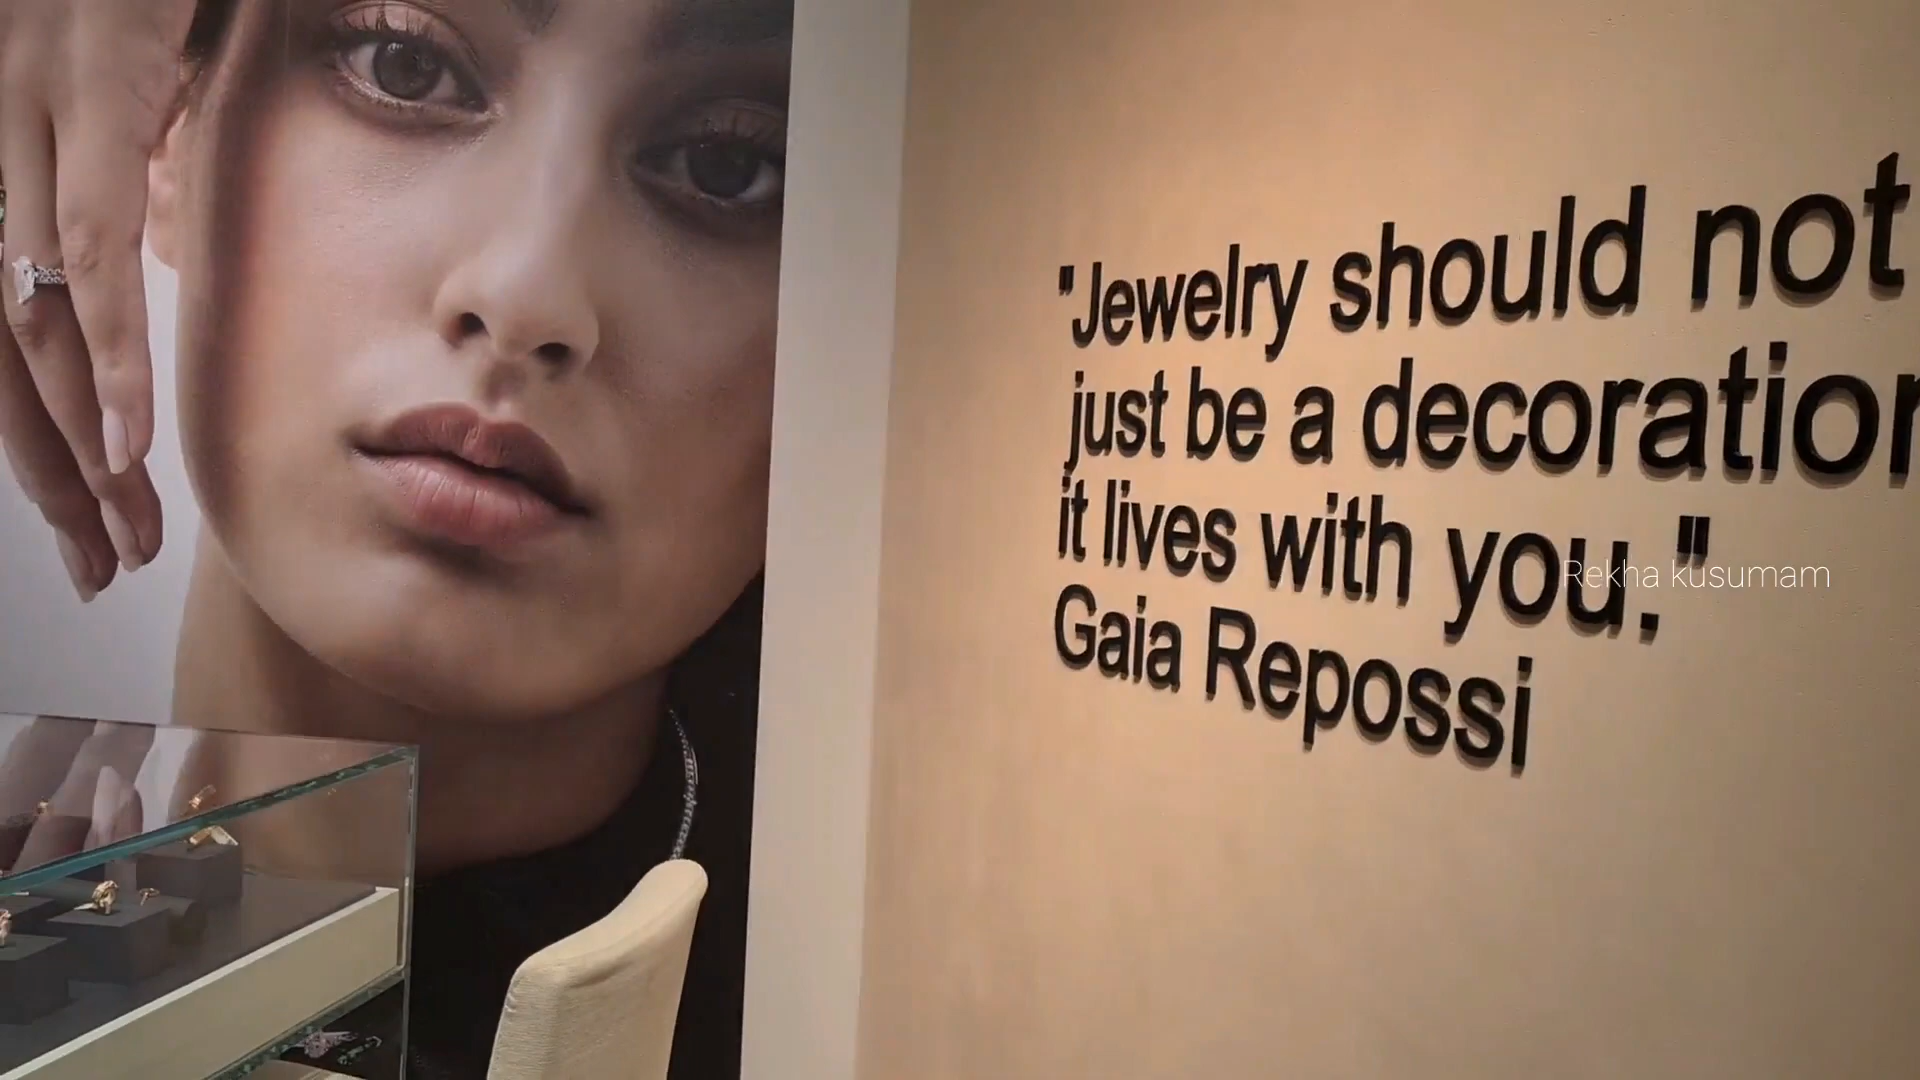 "Jewelry should not
just be a decoration
it lives with you."
Gaia Repossi
Rekha kusumam